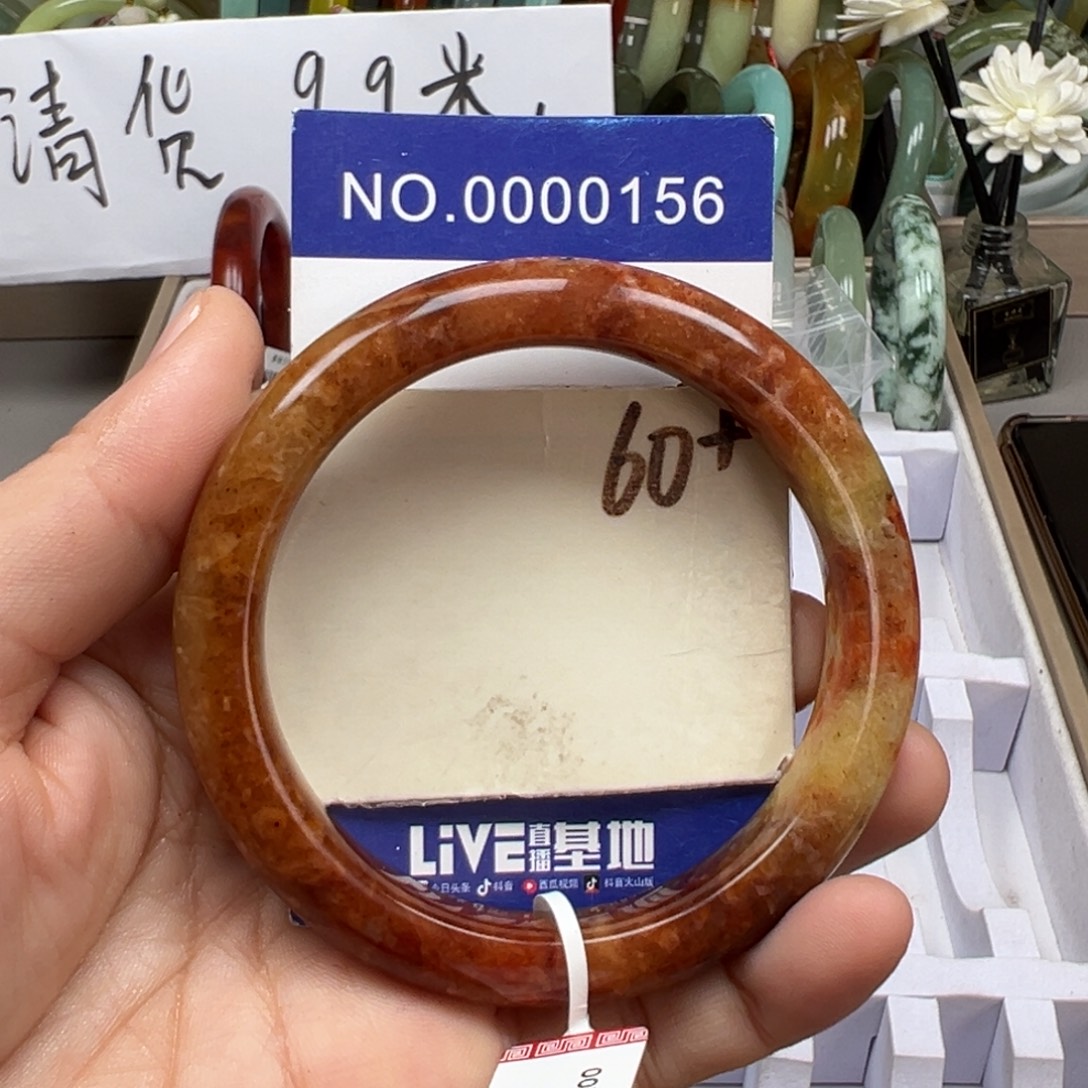 请货 99米.
NO.0000156
60+
LiVE直播基地
今日头条 抖音 西瓜视频 抖音火山版
00